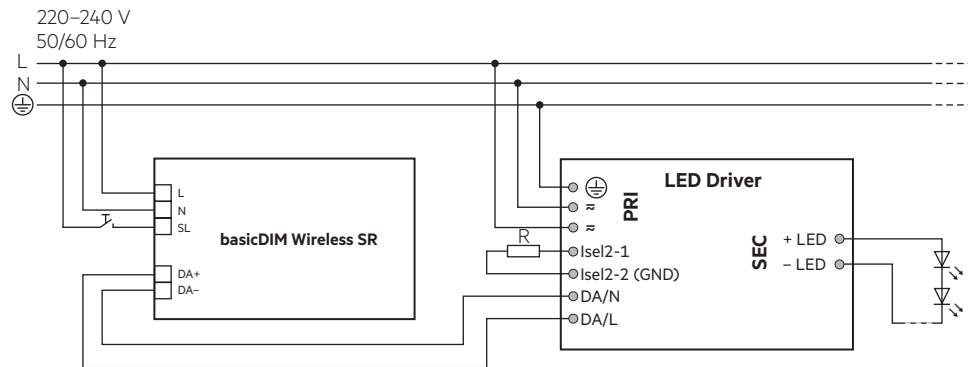 220–240 V
50/60 Hz
L
N
L
N
SL
DA+
DA–
basicDIM Wireless SR
LED Driver
PRI
≂
≂
R
Isel2-1
Isel2-2 (GND)
DA/N
DA/L
SEC
+ LED
– LED